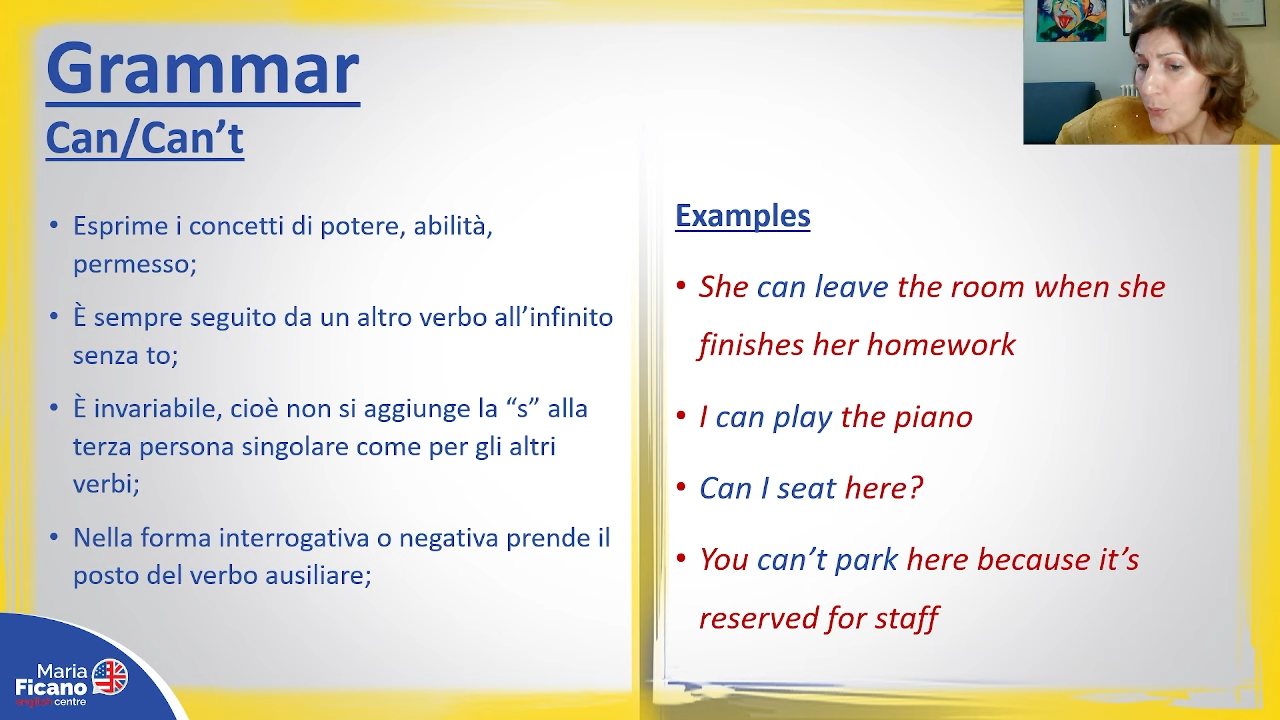 Grammar
Can/Can't
• Esprime i concetti di potere, abilità,
permesso;
• È sempre seguito da un altro verbo all'infinito
senza to;
• È invariabile, cioè non si aggiunge la “s” alla
terza persona singolare come per gli altri
verbi;
• Nella forma interrogativa o negativa prende il
posto del verbo ausiliare;
Examples
• She can leave the room when she
finishes her homework
• I can play the piano
• Can I seat here?
• You can't park here because it's
reserved for staff
Maria
Ficano
english centre